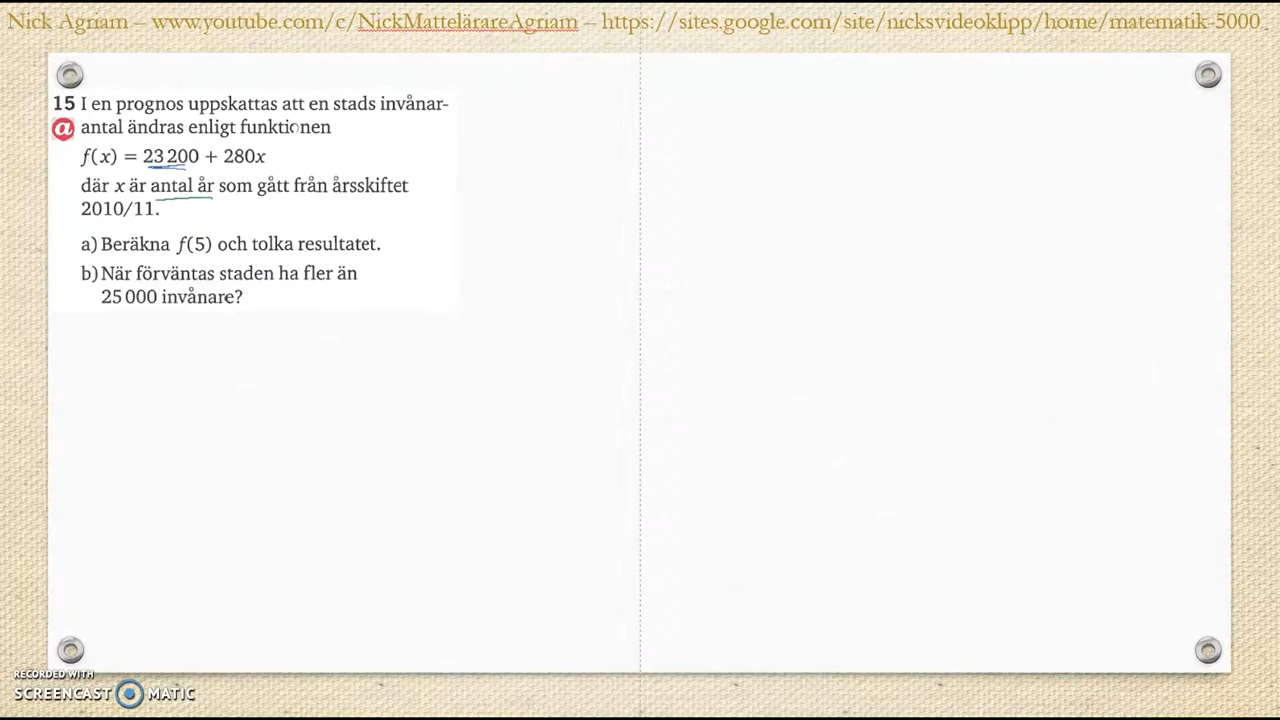 Nick Agriam – www.youtube.com/c/NickMattelärareAgriam – https://sites.google.com/site/nicksvideoklipp/home/matematik-5000
15 I en prognos uppskattas att en stads invånar-
a antal ändras enligt funktionen
f(x) = 23 200 + 280x
där x är antal år som gått från årsskiftet
2010/11.
a) Beräkna f(5) och tolka resultatet.
b) När förväntas staden ha fler än
25 000 invånare?
RECORDED WITH
SCREENCAST MATIC